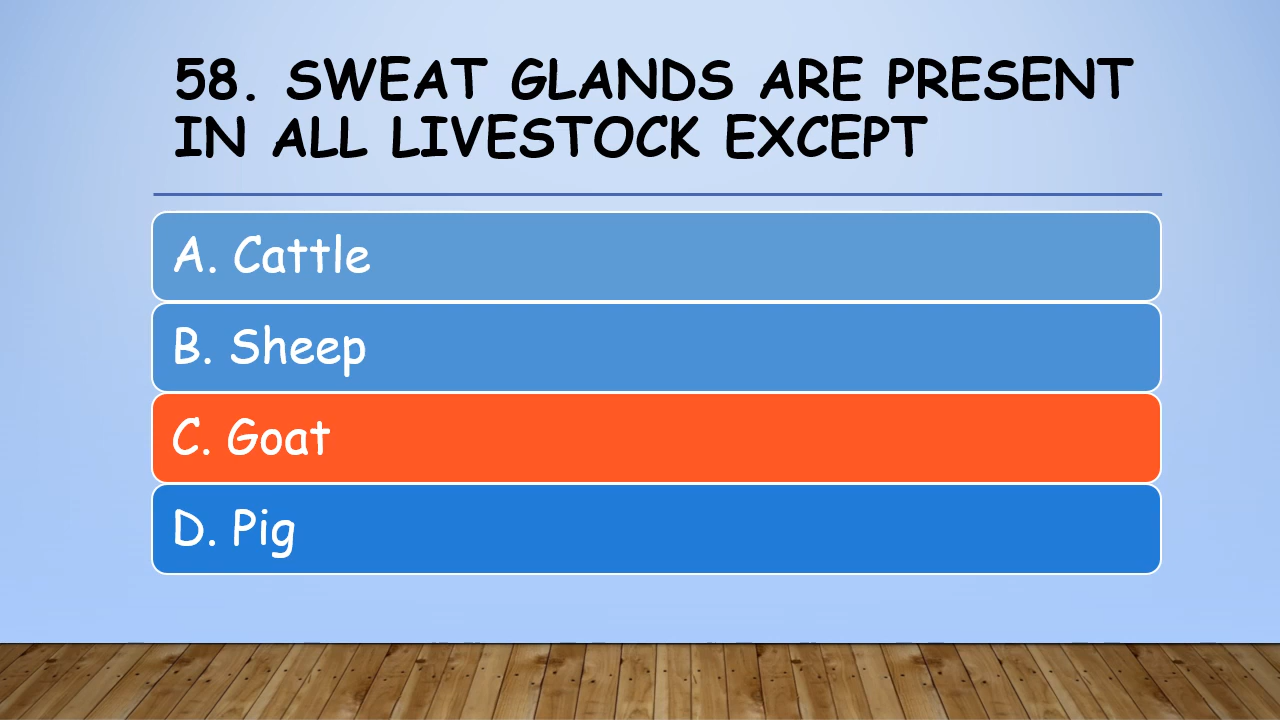 58. SWEAT GLANDS ARE PRESENT
IN ALL LIVESTOCK EXCEPT
A. Cattle
B. Sheep
C. Goat
D. Pig